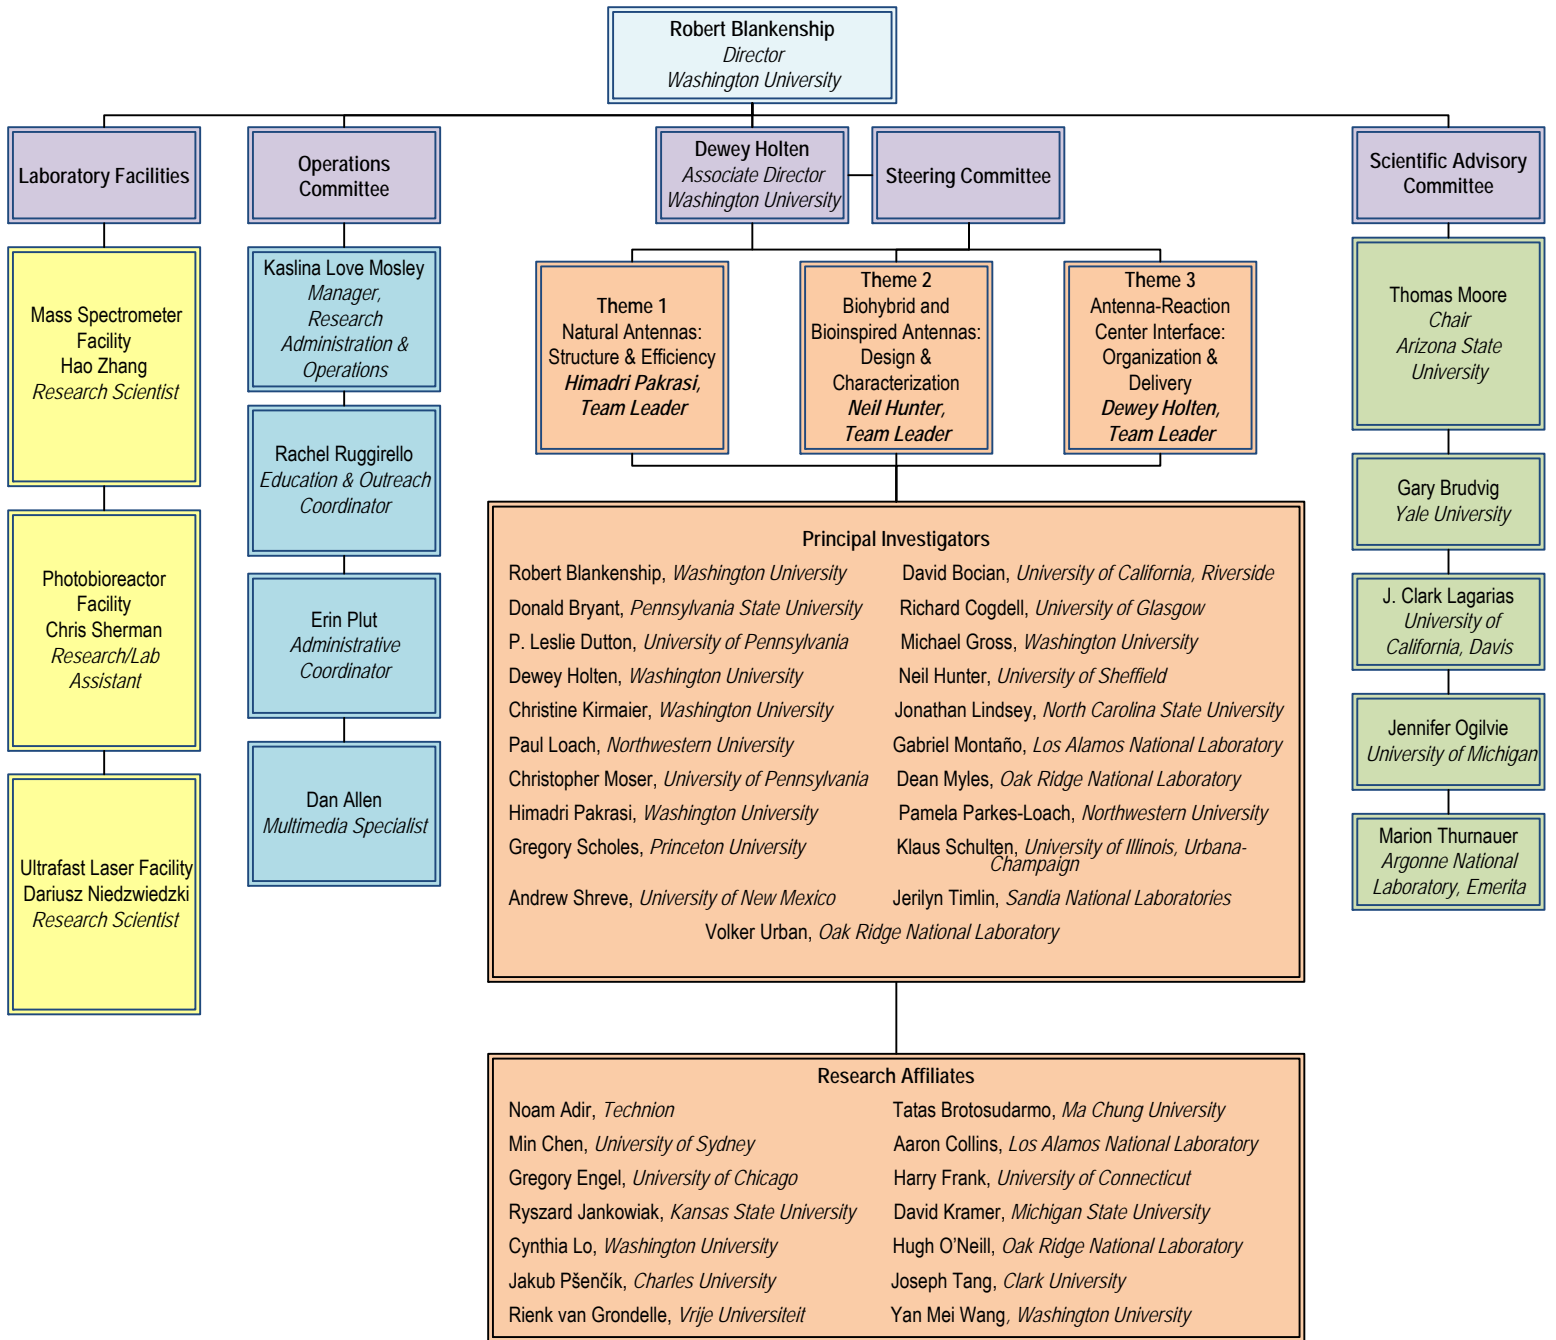 Robert Blankenship
Director
Washington University
Laboratory Facilities
Operations
Committee
Dewey Holten
Associate Director
Washington University
Steering Committee
Scientific Advisory
Committee
Mass Spectrometer
Facility
Hao Zhang
Research Scientist
Photobioreactor
Facility
Chris Sherman
Research/Lab
Assistant
Ultrafast Laser Facility
Dariusz Niedzwiedzki
Research Scientist
Kaslina Love Mosley
Manager,
Research
Administration &
Operations
Rachel Ruggirello
Education & Outreach
Coordinator
Erin Plut
Administrative
Coordinator
Dan Allen
Multimedia Specialist
Theme 1
Natural Antennas:
Structure & Efficiency
Himadri Pakrasi,
Team Leader
Theme 2
Biohybrid and
Bioinspired Antennas:
Design &
Characterization
Neil Hunter,
Team Leader
Theme 3
Antenna-Reaction
Center Interface:
Organization &
Delivery
Dewey Holten,
Team Leader
Principal Investigators
Robert Blankenship, Washington University
David Bocian, University of California, Riverside
Donald Bryant, Pennsylvania State University
Richard Cogdell, University of Glasgow
P. Leslie Dutton, University of Pennsylvania
Michael Gross, Washington University
Dewey Holten, Washington University
Neil Hunter, University of Sheffield
Christine Kirmaier, Washington University
Jonathan Lindsey, North Carolina State University
Paul Loach, Northwestern University
Gabriel Montaño, Los Alamos National Laboratory
Christopher Moser, University of Pennsylvania
Dean Myles, Oak Ridge National Laboratory
Himadri Pakrasi, Washington University
Pamela Parkes-Loach, Northwestern University
Gregory Scholes, Princeton University
Klaus Schulten, University of Illinois, Urbana-
Champaign
Andrew Shreve, University of New Mexico
Jerilyn Timlin, Sandia National Laboratories
Volker Urban, Oak Ridge National Laboratory
Research Affiliates
Noam Adir, Technion
Tatas Brotosudarmo, Ma Chung University
Min Chen, University of Sydney
Aaron Collins, Los Alamos National Laboratory
Gregory Engel, University of Chicago
Harry Frank, University of Connecticut
Ryszard Jankowiak, Kansas State University
David Kramer, Michigan State University
Cynthia Lo, Washington University
Hugh O’Neill, Oak Ridge National Laboratory
Jakub Pšenčík, Charles University
Joseph Tang, Clark University
Rienk van Grondelle, Vrije Universiteit
Yan Mei Wang, Washington University
Thomas Moore
Chair
Arizona State
University
Gary Brudvig
Yale University
J. Clark Lagarias
University of
California, Davis
Jennifer Ogilvie
University of Michigan
Marion Thurnauer
Argonne National
Laboratory, Emerita